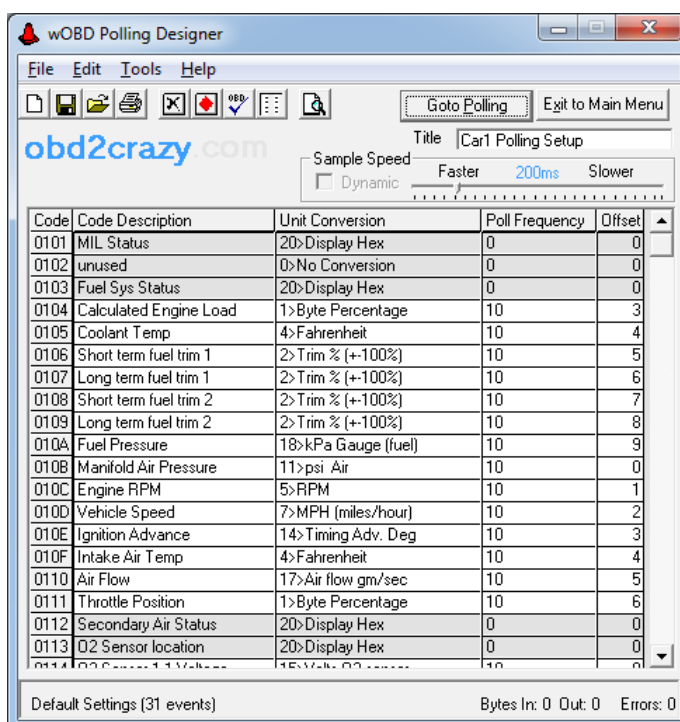 wOBD Polling Designer
File Edit Tools Help
OBD
Goto Polling Exit to Main Menu
obd2crazy.com
Title Car1 Polling Setup
Sample Speed
Dynamic Faster 200ms Slower
Code Code Description Unit Conversion Poll Frequency Offset
0101 MIL Status 20>Display Hex 0 0
0102 unused 0>No Conversion 0 0
0103 Fuel Sys Status 20>Display Hex 0 0
0104 Calculated Engine Load 1>Byte Percentage 10 3
0105 Coolant Temp 4>Fahrenheit 10 4
0106 Short term fuel trim 1 2>Trim % (+-100%) 10 5
0107 Long term fuel trim 1 2>Trim % (+-100%) 10 6
0108 Short term fuel trim 2 2>Trim % (+-100%) 10 7
0109 Long term fuel trim 2 2>Trim % (+-100%) 10 8
010A Fuel Pressure 18>kPa Gauge (fuel) 10 9
010B Manifold Air Pressure 11>psi Air 10 0
010C Engine RPM 5>RPM 10 1
010D Vehicle Speed 7>MPH (miles/hour) 10 2
010E Ignition Advance 14>Timing Adv. Deg 10 3
010F Intake Air Temp 4>Fahrenheit 10 4
0110 Air Flow 17>Air flow gm/sec 10 5
0111 Throttle Position 1>Byte Percentage 10 6
0112 Secondary Air Status 20>Display Hex 0 0
0113 O2 Sensor location 20>Display Hex 0 0
Default Settings (31 events) Bytes In: 0 Out: 0 Errors: 0